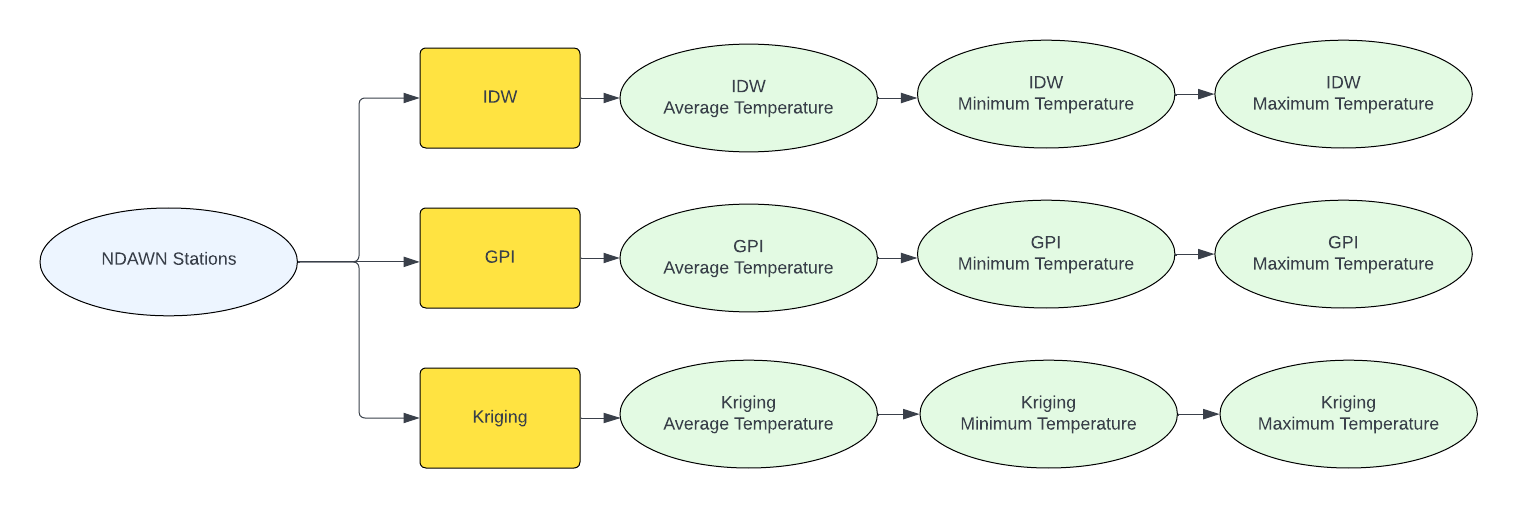 IDW
IDW
Average Temperature
IDW
Minimum Temperature
IDW
Maximum Temperature
NDAWN Stations
GPI
GPI
Average Temperature
GPI
Minimum Temperature
GPI
Maximum Temperature
Kriging
Kriging
Average Temperature
Kriging
Minimum Temperature
Kriging
Maximum Temperature